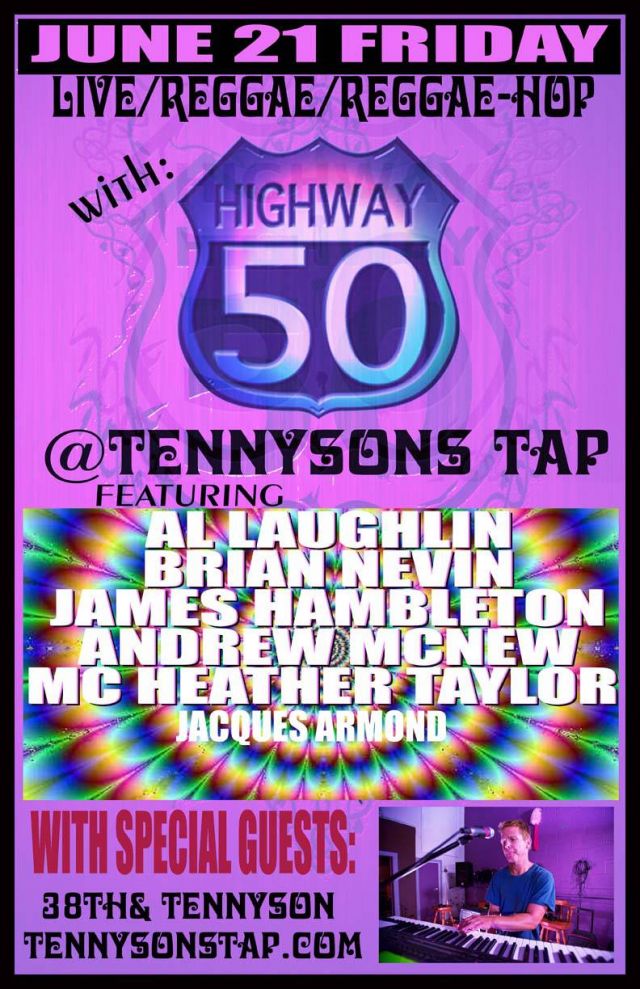 JUNE 21 FRIDAY
LIVE/REGGAE/REGGAE-HOP
with:
HIGHWAY
50
@TENNYSONS TAP
FEATURING
AL LAUGHLIN
BRIAN NEVIN
JAMES HAMBLETON
ANDREW MCNEW
MC HEATHER TAYLOR
JACQUES ARMOND
WITH SPECIAL GUESTS:
38TH& TENNYSON
TENNYSONSTAP.COM